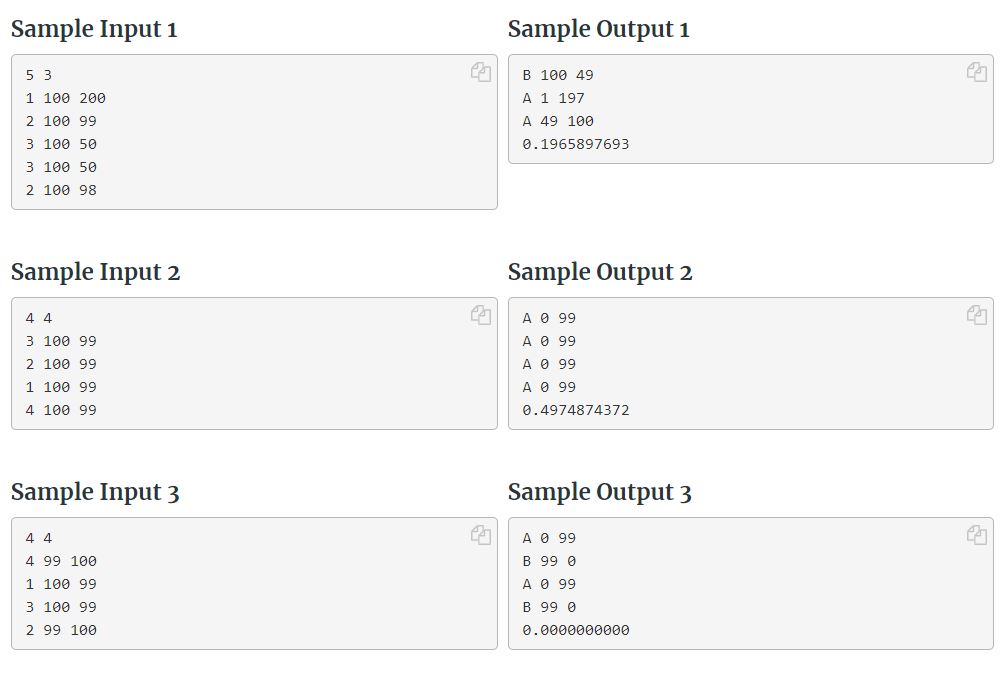 Sample Input 1
5 3
1 100 200
2 100 99
3 100 50
3 100 50
2 100 98
Sample Output 1
B 100 49
A 1 197
A 49 100
0.1965897693
Sample Input 2
4 4
3 100 99
2 100 99
1 100 99
4 100 99
Sample Output 2
A 0 99
A 0 99
A 0 99
A 0 99
0.4974874372
Sample Input 3
4 4
4 99 100
1 100 99
3 100 99
2 99 100
Sample Output 3
A 0 99
B 99 0
A 0 99
B 99 0
0.0000000000